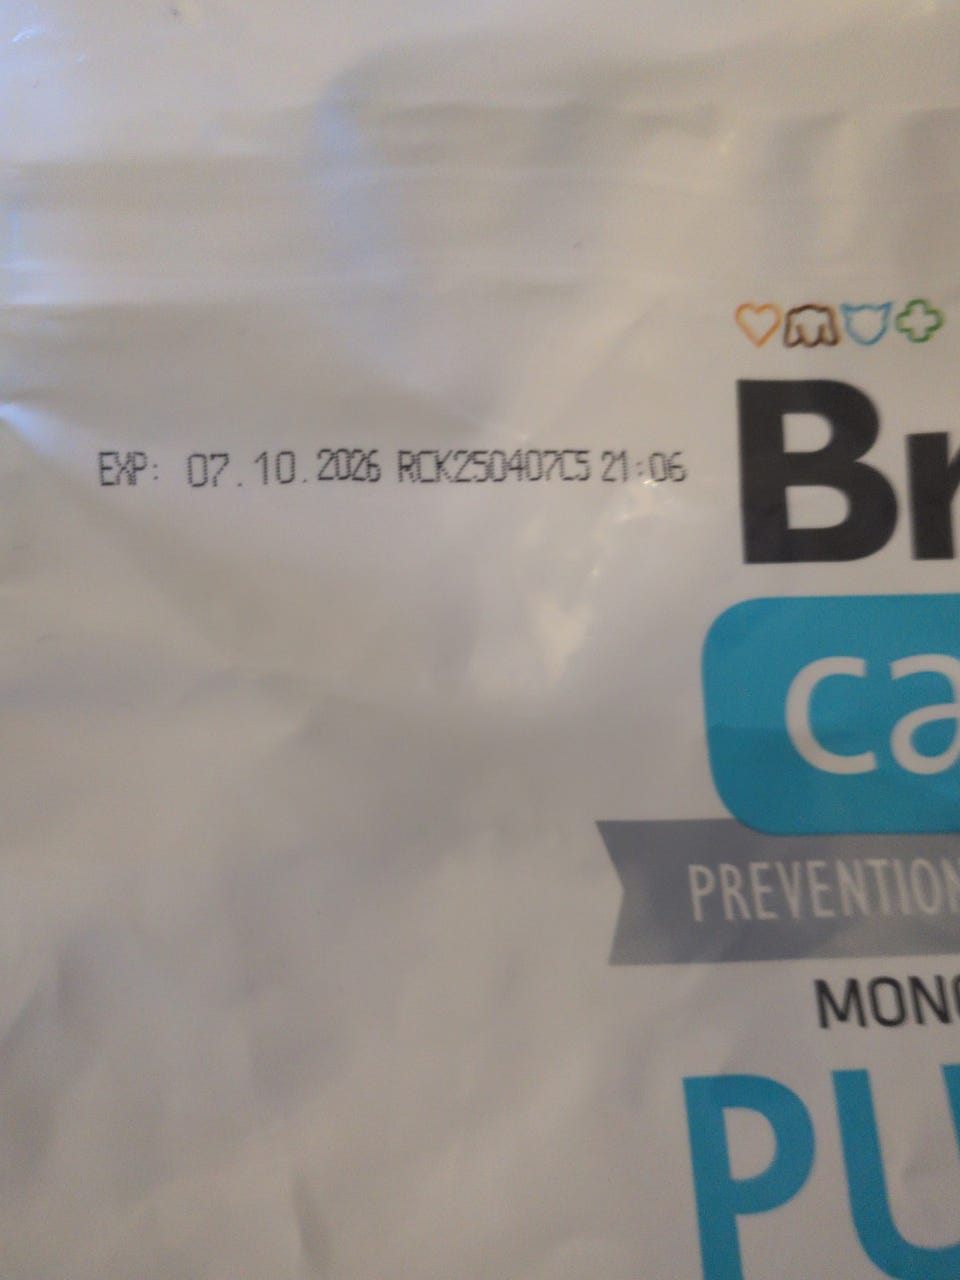 EXP: 07.10.2026 RCK250407C5 21:06
Br
ca
PREVENTION
MONO
PU